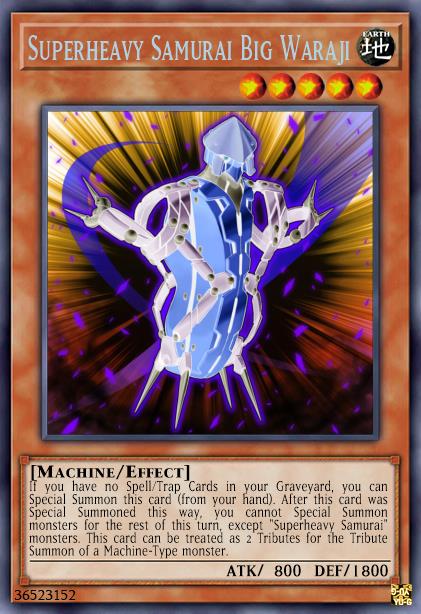 Superheavy Samurai Big Waraji
EARTH
地
[Machine/Effect]
If you have no Spell/Trap Cards in your Graveyard, you can
Special Summon this card (from your hand). After this card was
Special Summoned this way, you cannot Special Summon
monsters for the rest of this turn, except "Superheavy Samurai"
monsters. This card can be treated as 2 Tributes for the Tribute
Summon of a Machine-Type monster.
ATK/ 800 DEF/1800
36523152